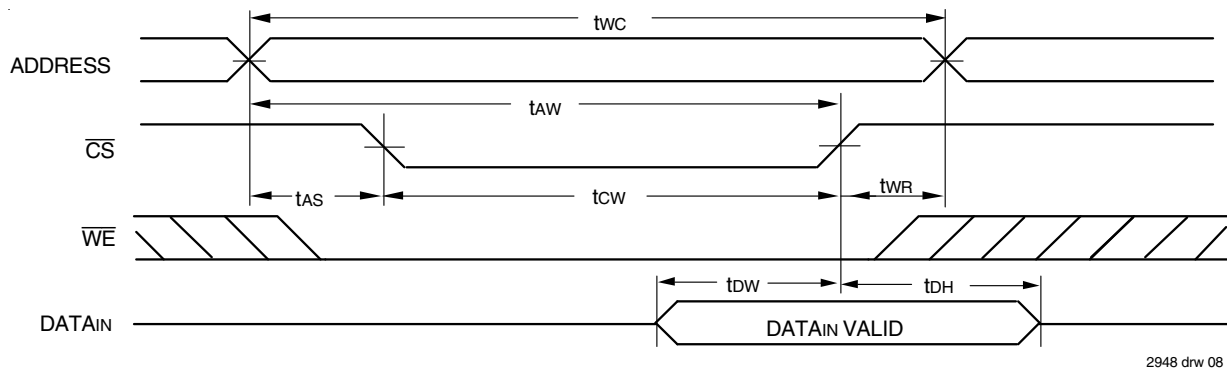 tWC
ADDRESS
tAW
CS
tAS
tCW
tWR
WE
tDW
tDH
DATAIN
DATAIN VALID
2948 drw 08